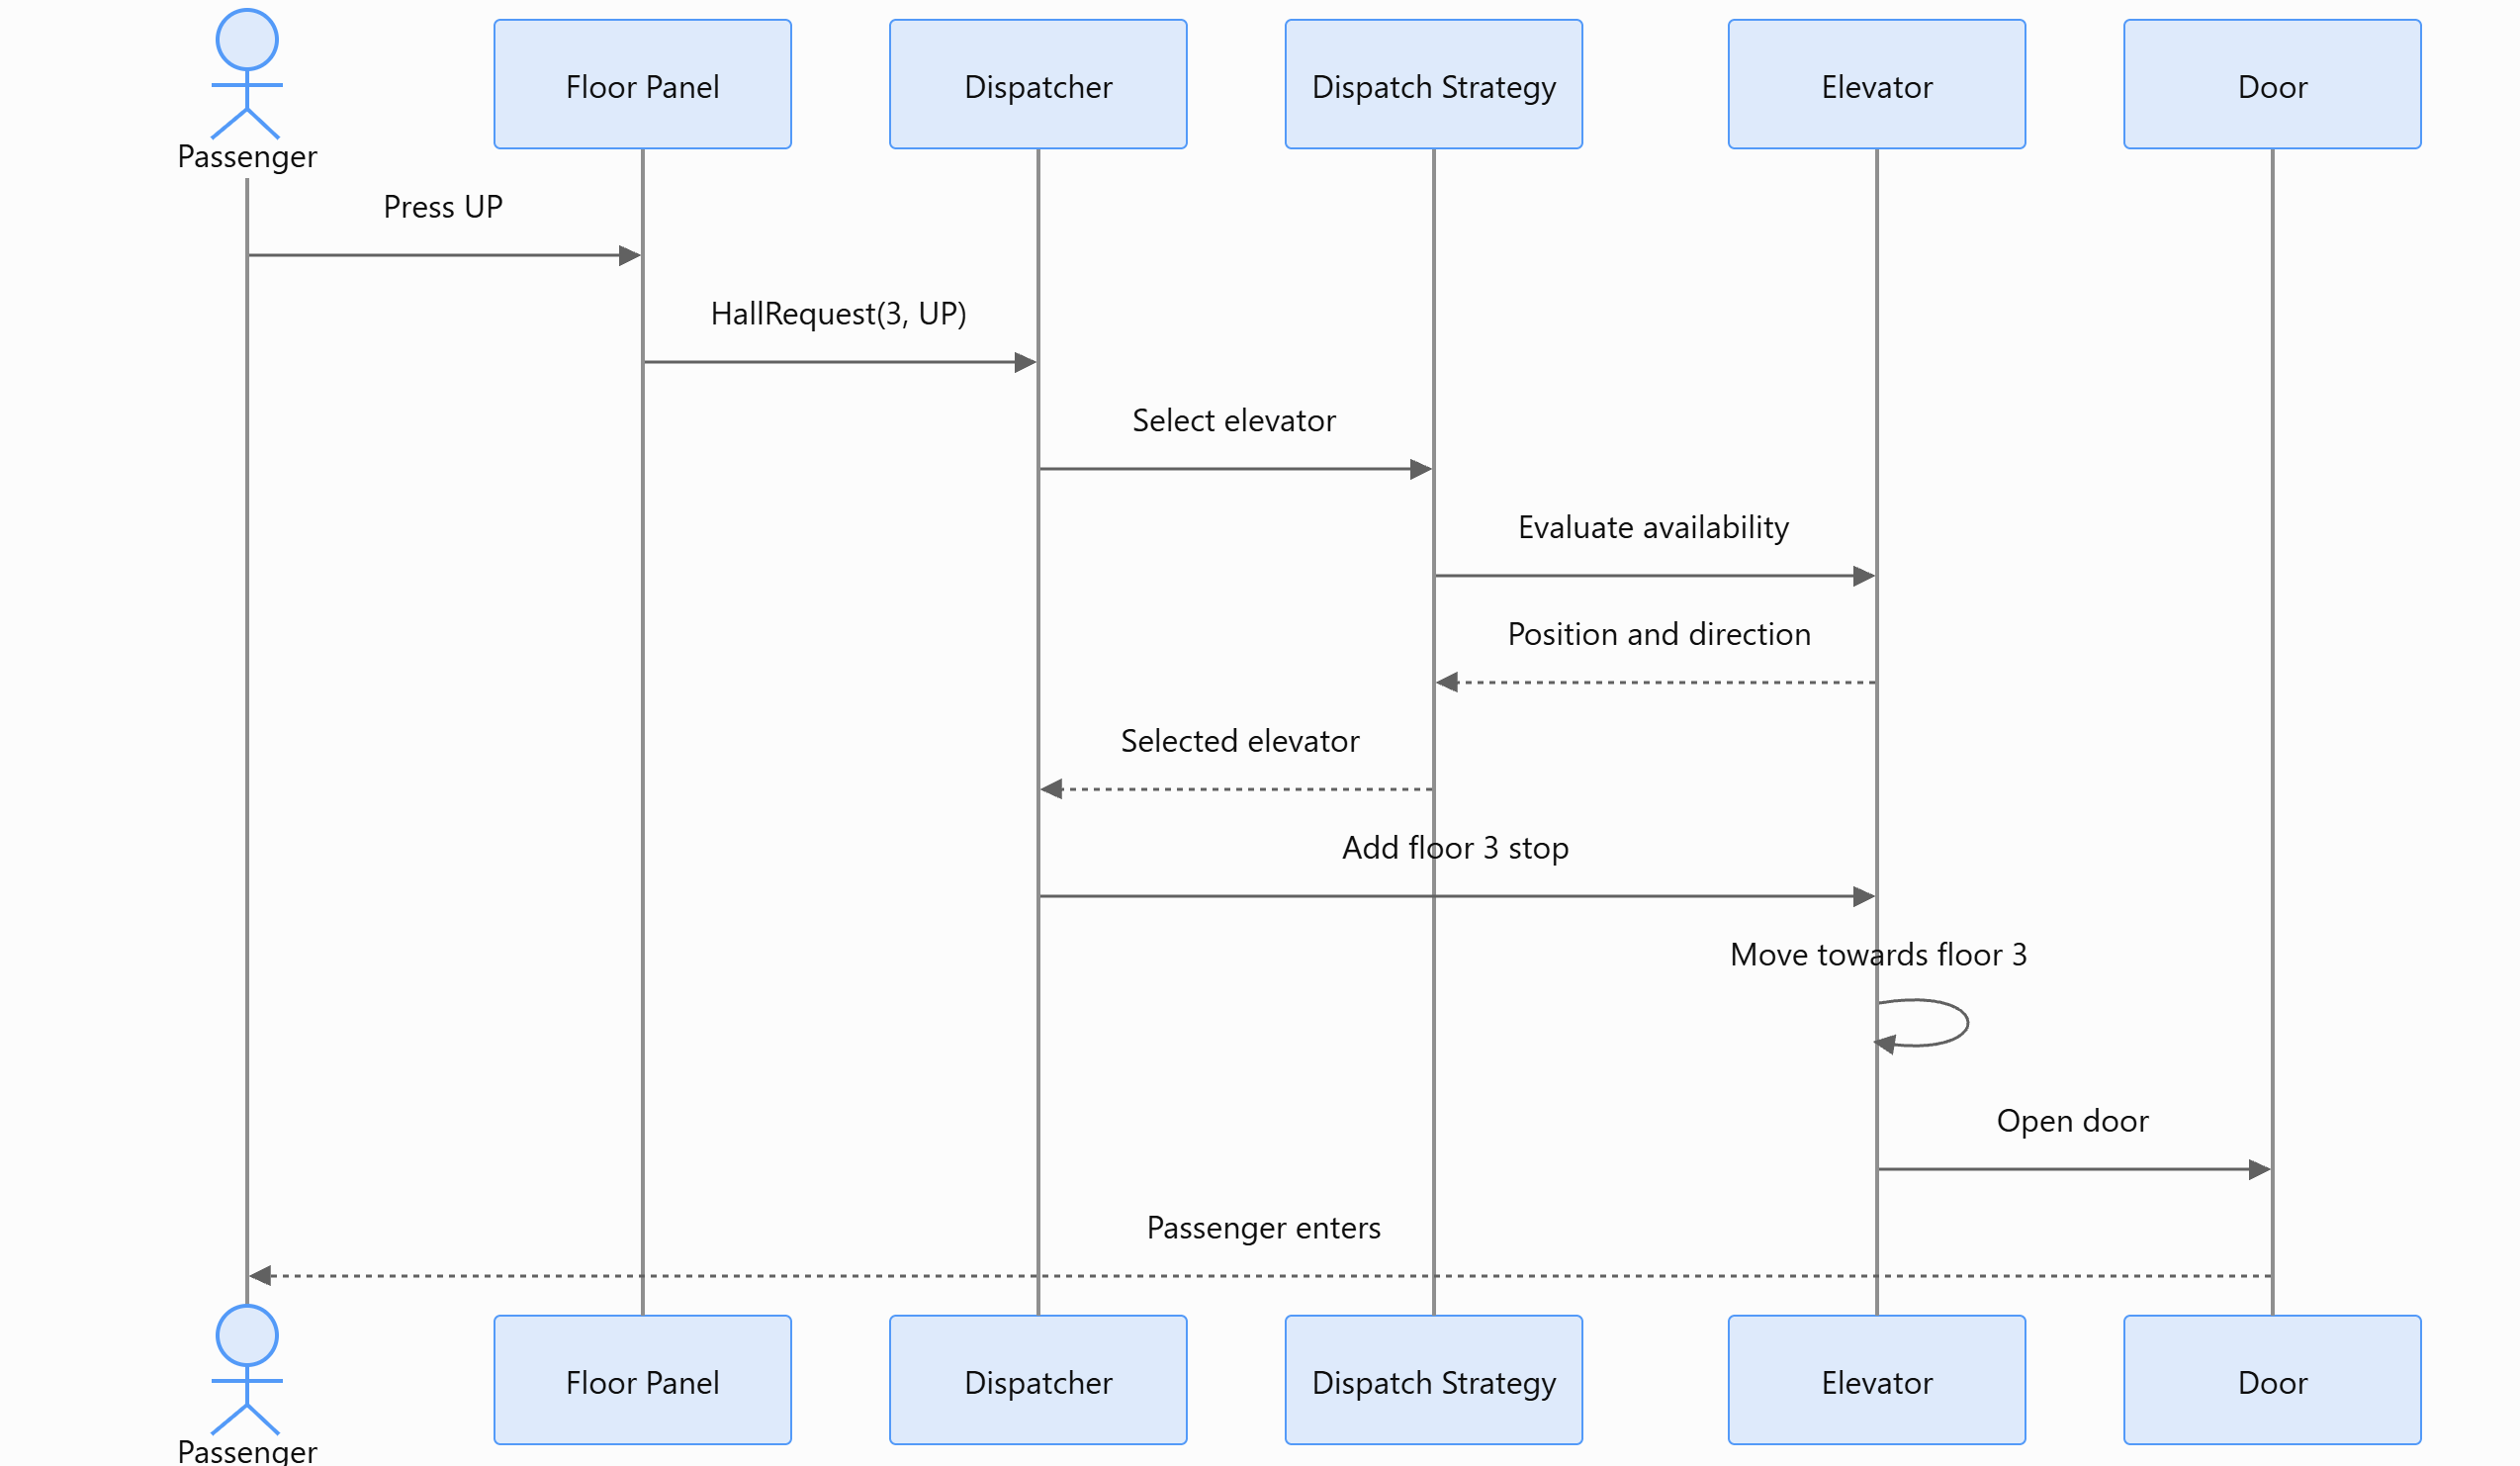 Passenger
Floor Panel
Dispatcher
Dispatch Strategy
Elevator
Door
Press UP
HallRequest(3, UP)
Select elevator
Evaluate availability
Position and direction
Selected elevator
Add floor 3 stop
Move towards floor 3
Open door
Passenger enters
Passenger
Floor Panel
Dispatcher
Dispatch Strategy
Elevator
Door